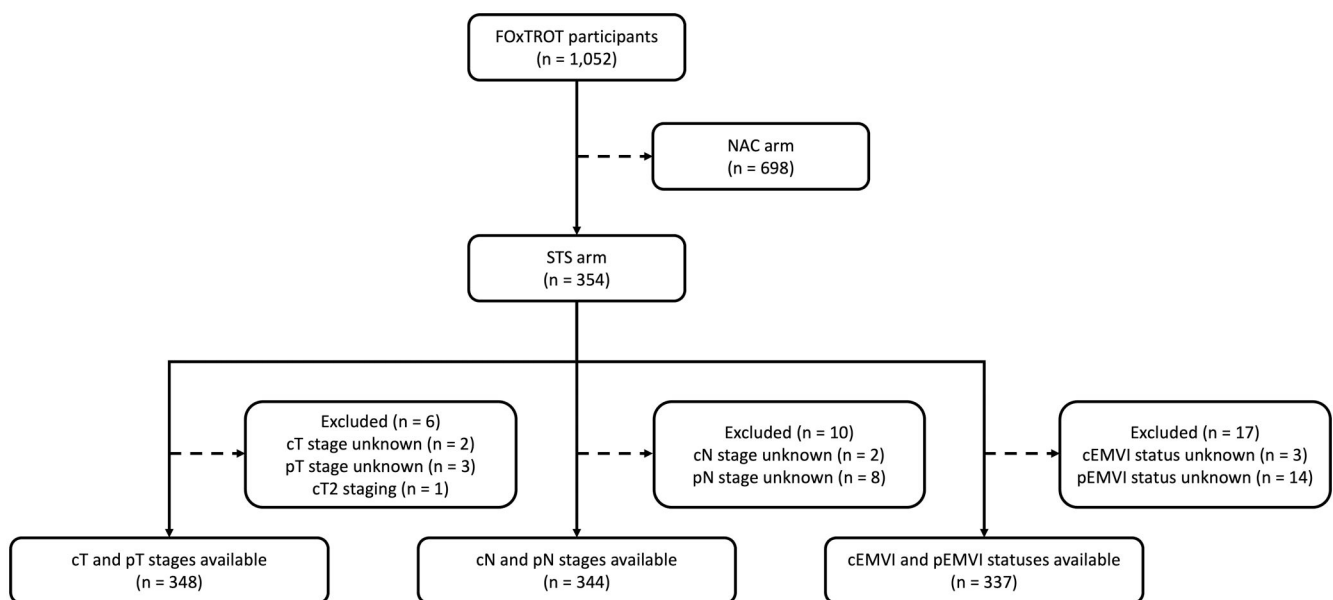 FOxTROT participants
(n = 1,052)
NAC arm
(n = 698)
STS arm
(n = 354)
Excluded (n = 6)
cT stage unknown (n = 2)
pT stage unknown (n = 3)
cT2 staging (n = 1)
Excluded (n = 10)
cN stage unknown (n = 2)
pN stage unknown (n = 8)
Excluded (n = 17)
cEMVI status unknown (n = 3)
pEMVI status unknown (n = 14)
cT and pT stages available
(n = 348)
cN and pN stages available
(n = 344)
cEMVI and pEMVI statuses available
(n = 337)